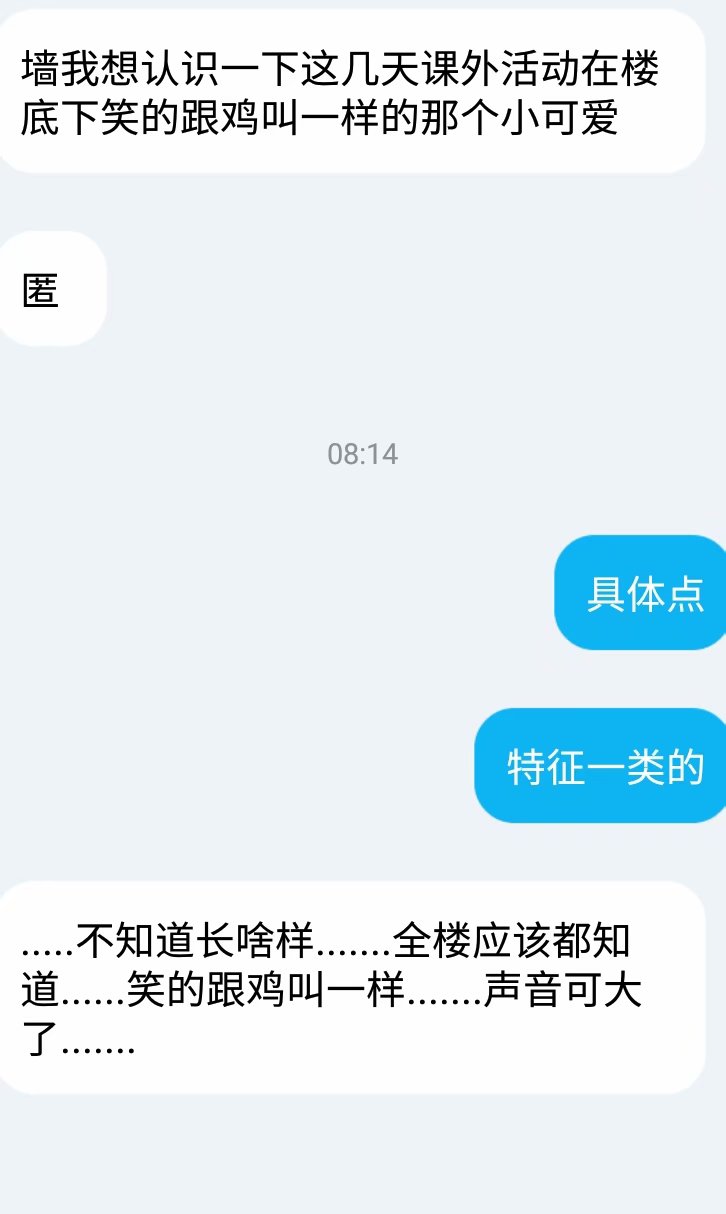 墙我想认识一下这几天课外活动在楼
底下笑的跟鸡叫一样的那个小可爱
匿
08:14
具体点
特征一类的
.....不知道长啥样.......全楼应该都知
道......笑的跟鸡叫一样.......声音可大
了.......